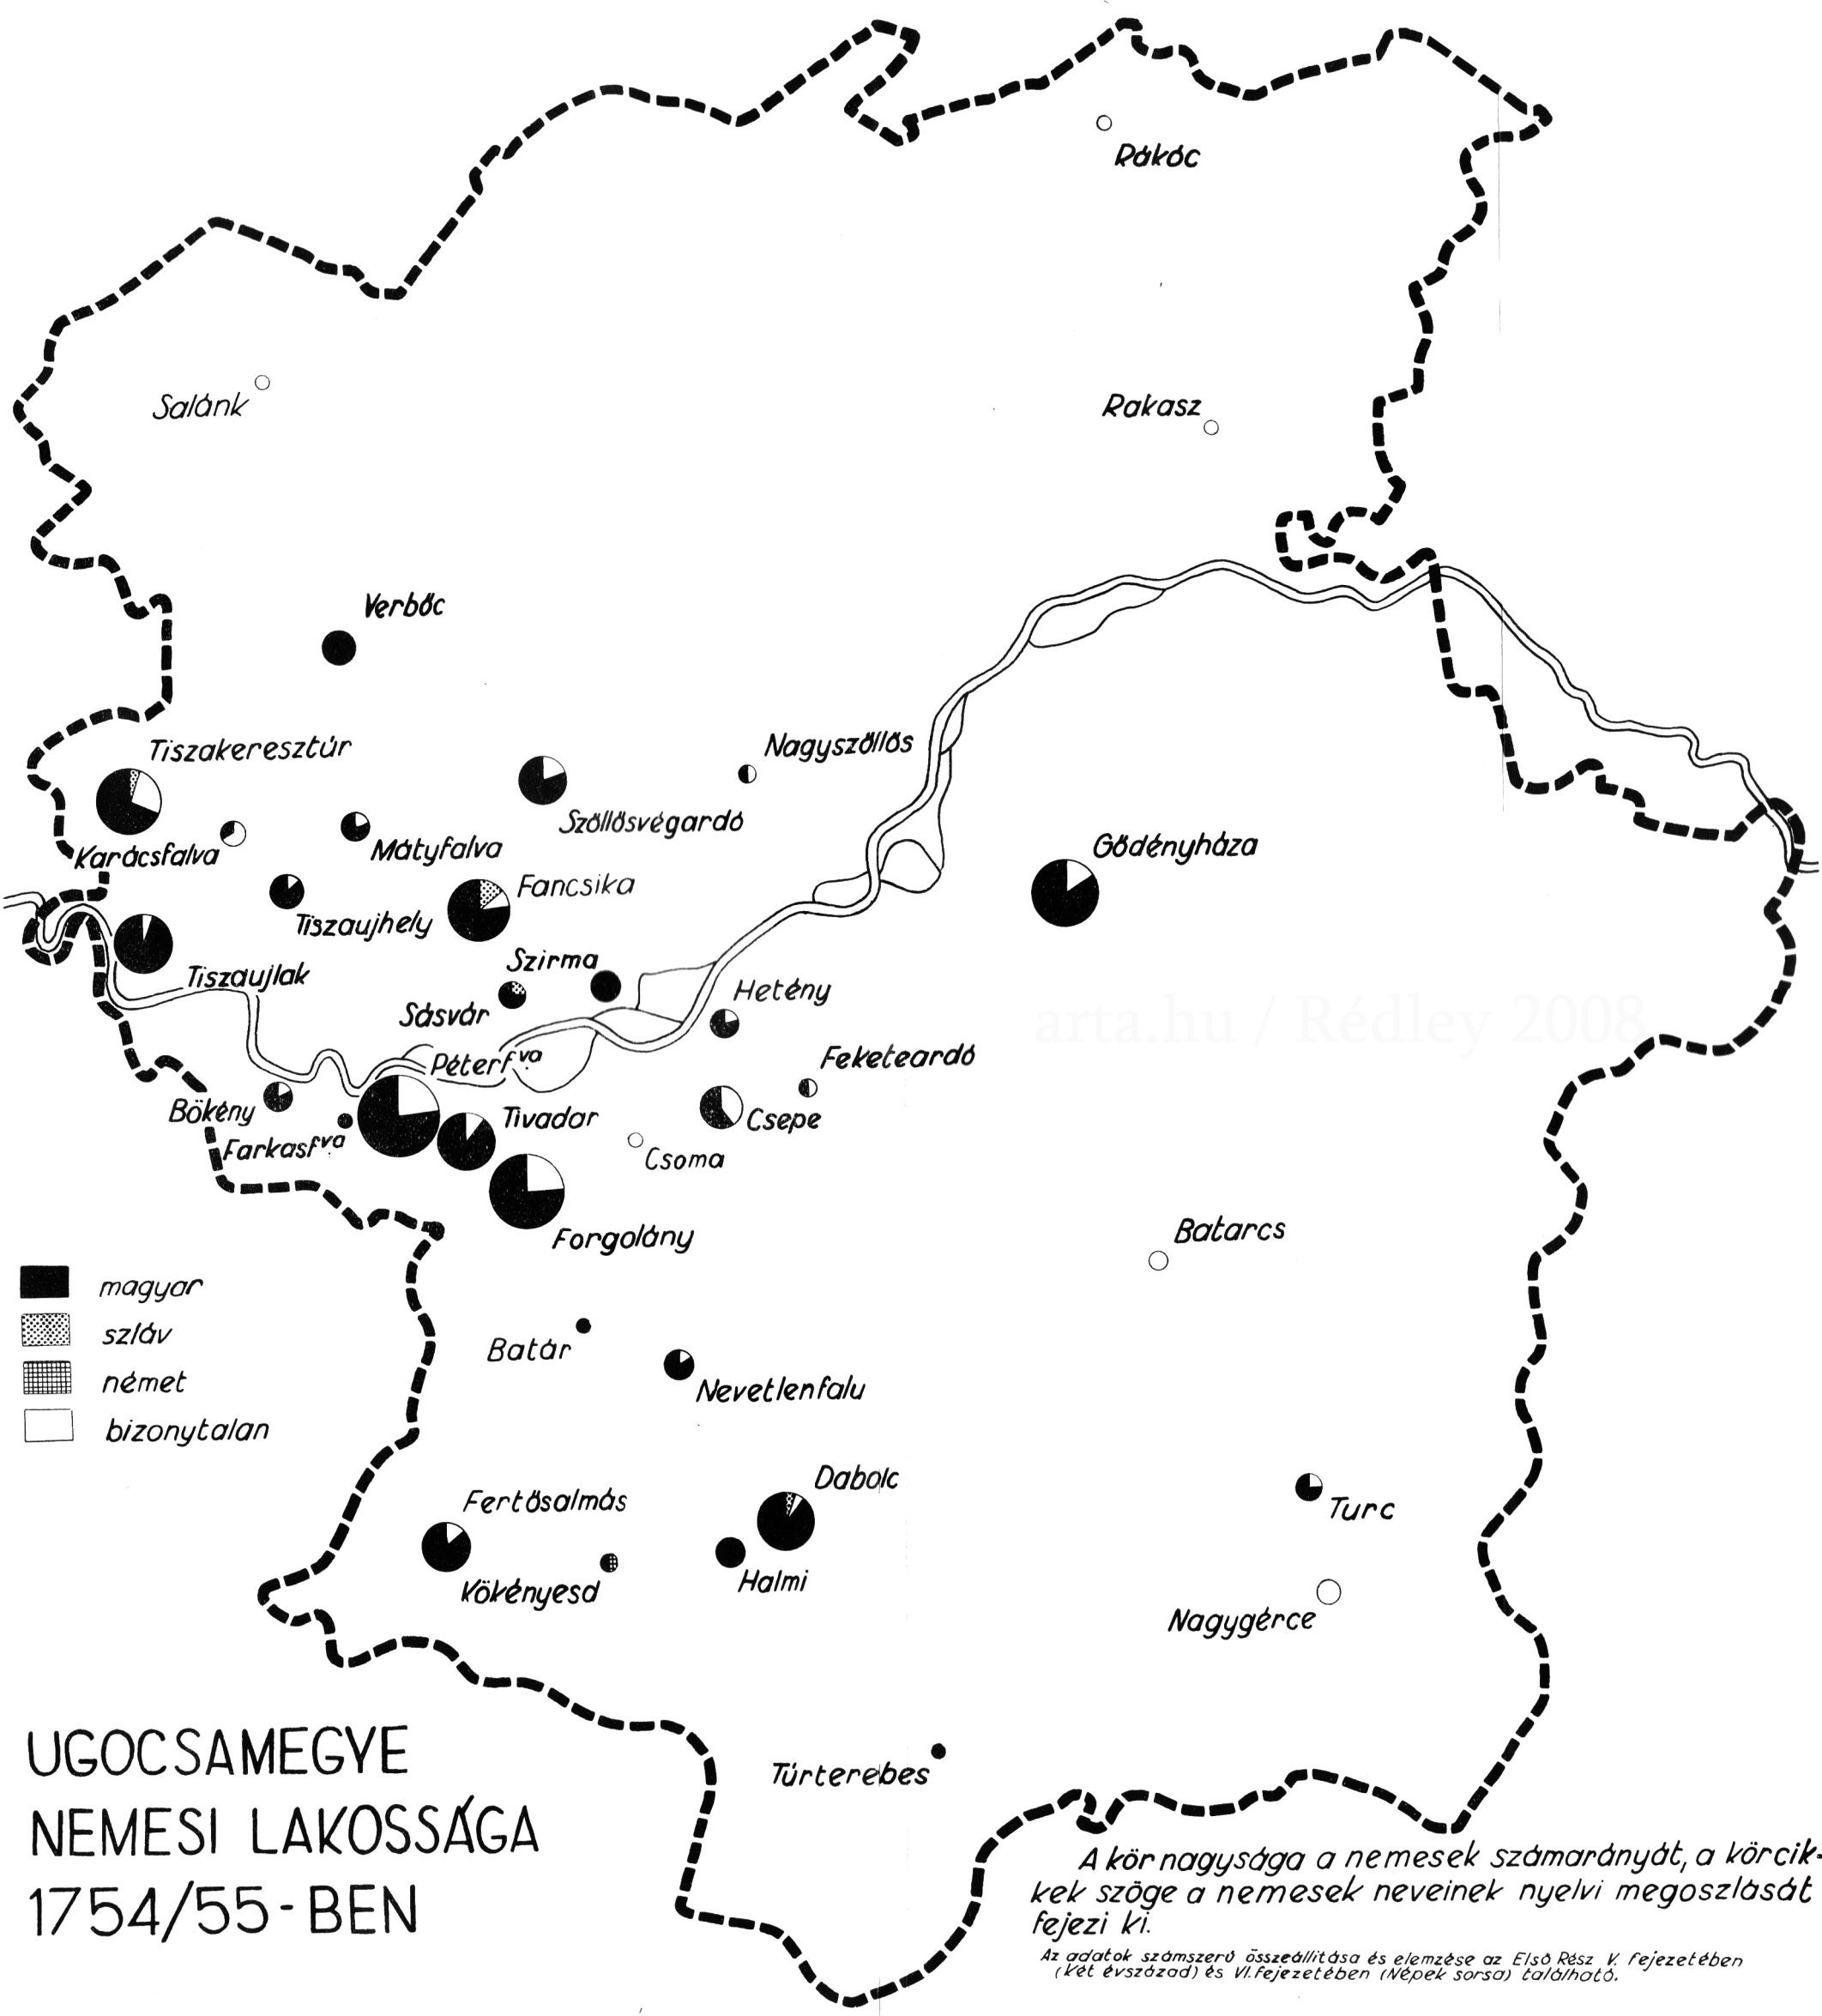 Rákóc
Salánk
Rakasz
Verbőc
Tiszakeresztúr
Nagyszőllős
Szőllősvégardó
Karácsfalva
Mátyfalva
Gődényháza
Fancsika
Tiszaujhely
Szirma
Tiszaujlak
Hetény
Sásvár
Péterfva
Feketeardó
Bökény
Tivadar
Csepe
Farkasfva
Csoma
Forgolány
Batarcs
magyar
szláv
német
bizonytalan
Batár
Nevetlenfalu
Dabolc
Fertősalmás
Turc
Kökényesd
Halmi
Nagygérce
Túrterebes
arta.hu / Rédley 2008
UGOCSAMEGYE
NEMESI LAKOSSÁGA
1754/55-BEN
A kör nagysága a nemesek számarányát, a körcik-
kek szöge a nemesek neveinek nyelvi megoszlását
fejezi ki.
Az adatok számszerű összeállítása és elemzése az Első Rész V. fejezetében
(Két évszázad) és VI. fejezetében (Népek sorsa) található.